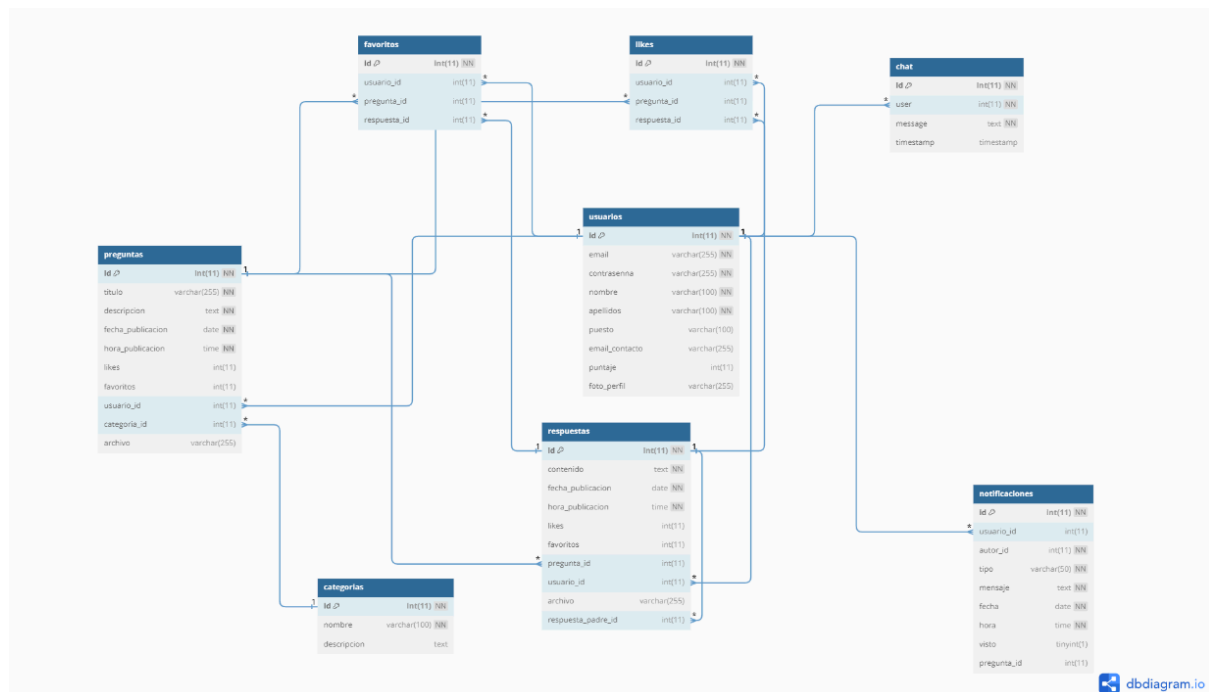 favoritos
id int(11) NN
usuario_id int(11)
pregunta_id int(11)
respuesta_id int(11)
likes
id int(11) NN
usuario_id int(11)
pregunta_id int(11)
respuesta_id int(11)
chat
id int(11) NN
user int(11) NN
message text NN
timestamp timestamp
usuarios
id int(11) NN
email varchar(255) NN
contrasenna varchar(255) NN
nombre varchar(100) NN
apellidos varchar(100) NN
puesto varchar(100)
email_contacto varchar(255)
puntaje int(11)
foto_perfil varchar(255)
preguntas
id int(11) NN
titulo varchar(255) NN
descripcion text NN
fecha_publicacion date NN
hora_publicacion time NN
likes int(11)
favoritos int(11)
usuario_id int(11)
categoria_id int(11)
archivo varchar(255)
respuestas
id int(11) NN
contenido text NN
fecha_publicacion date NN
hora_publicacion time NN
likes int(11)
favoritos int(11)
pregunta_id int(11)
usuario_id int(11)
archivo varchar(255)
respuesta_padre_id int(11)
categorias
id int(11) NN
nombre varchar(100) NN
descripcion text
notificaciones
id int(11) NN
usuario_id int(11)
autor_id int(11) NN
tipo varchar(50) NN
mensaje text NN
fecha date NN
hora time NN
visto tinyint(1)
pregunta_id int(11)
dbdiagram.io